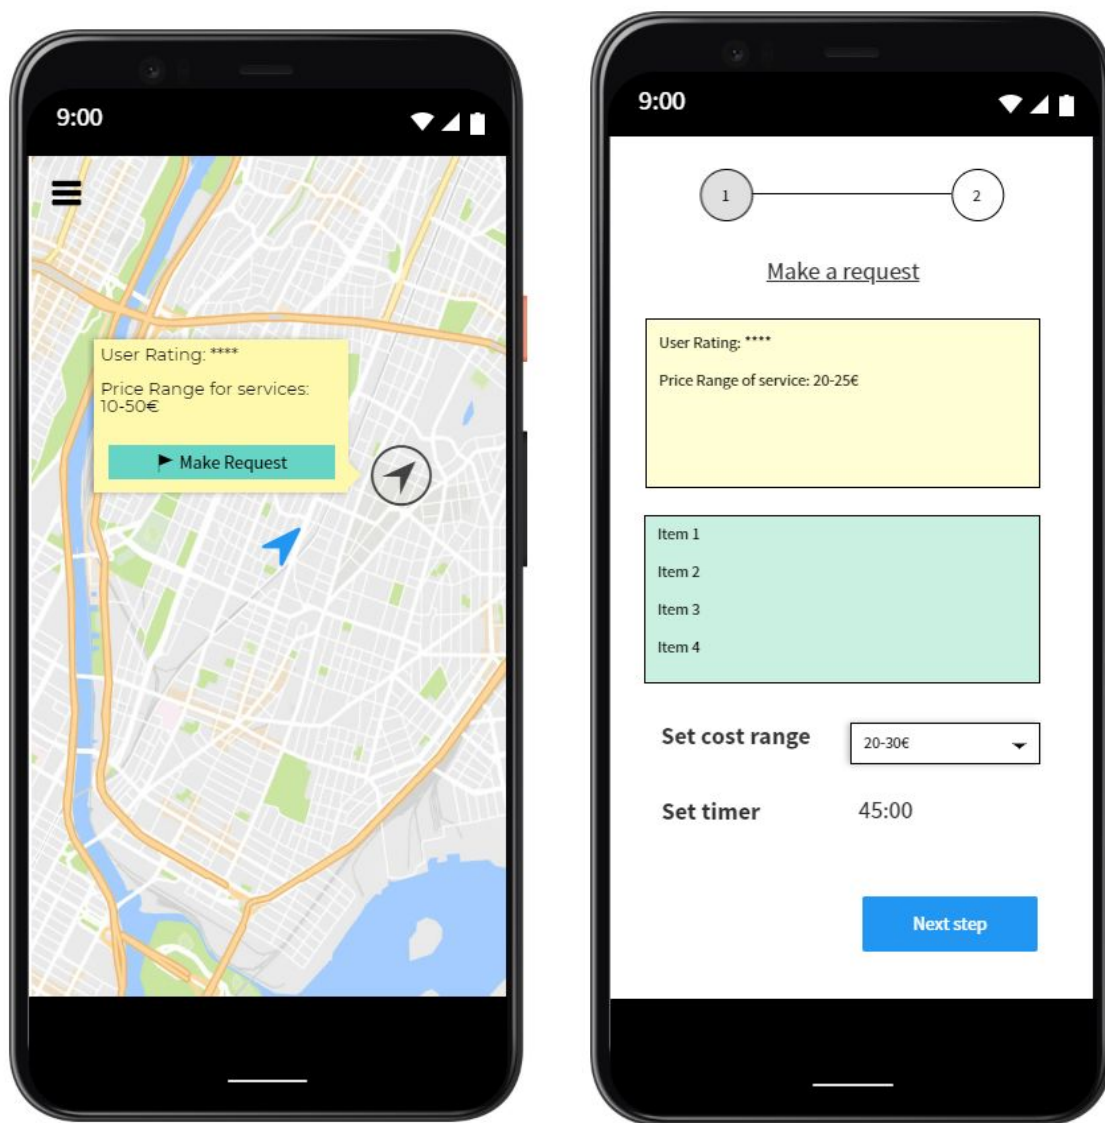 9:00
User Rating: ****
Price Range for services:
10-50€
Make Request
9:00
1
2
Make a request
User Rating: ****
Price Range of service: 20-25€
Item 1
Item 2
Item 3
Item 4
Set cost range
20-30€
Set timer
45:00
Next step